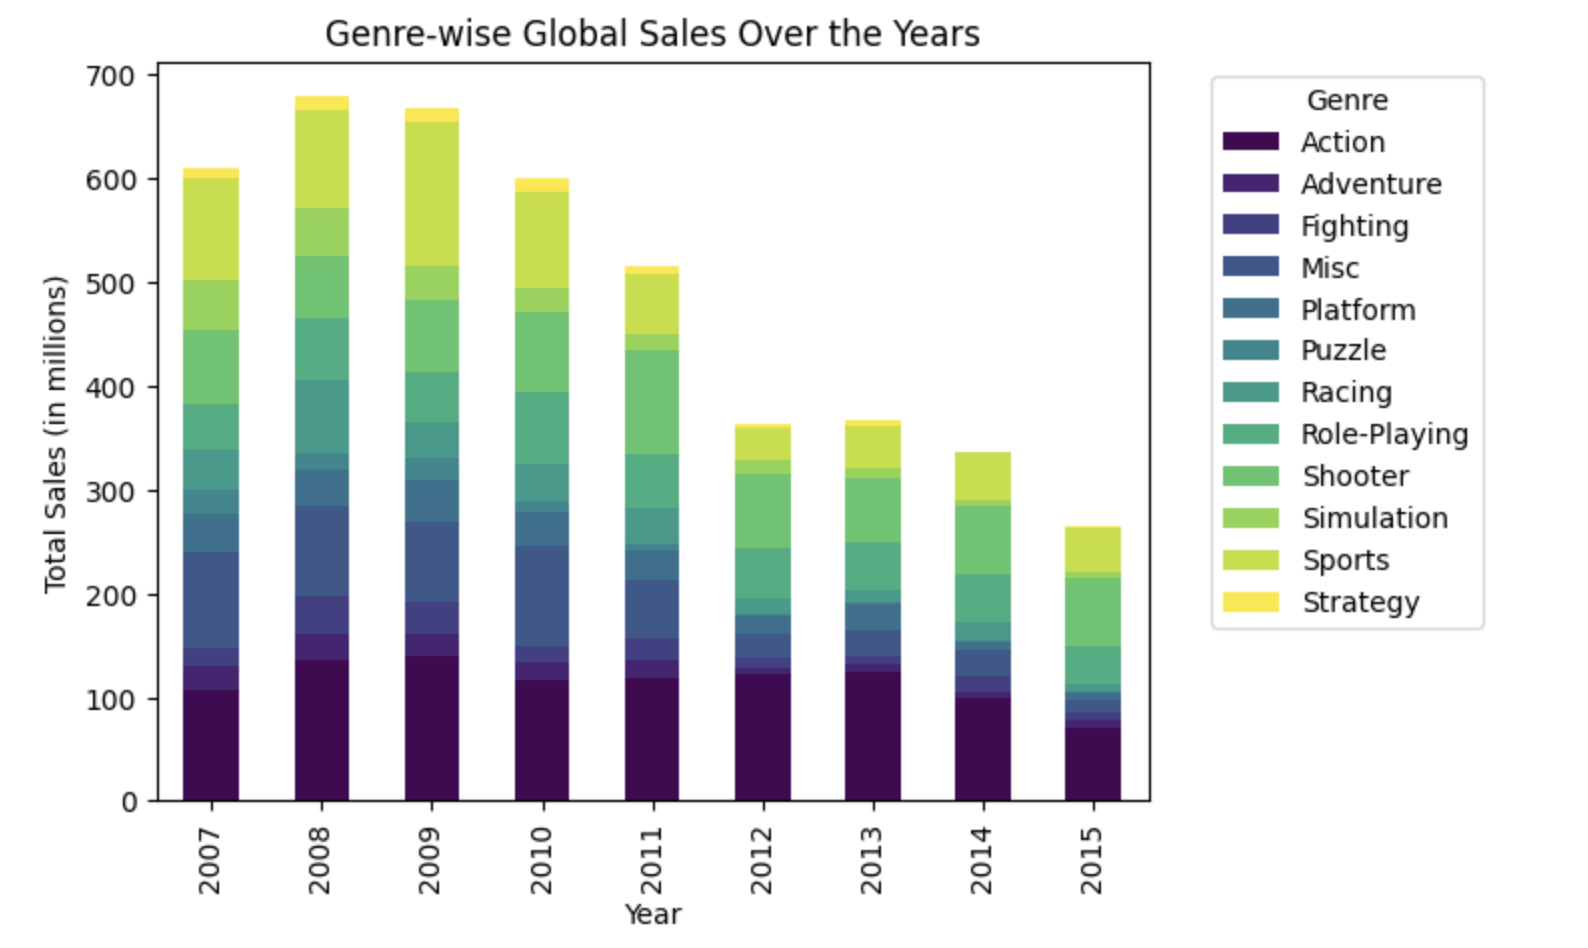 Genre-wise Global Sales Over the Years
700
600
500
400
300
200
100
0
Total Sales (in millions)
2007
2008
2009
2010
2011
2012
2013
2014
2015
Year
Genre
Action
Adventure
Fighting
Misc
Platform
Puzzle
Racing
Role-Playing
Shooter
Simulation
Sports
Strategy